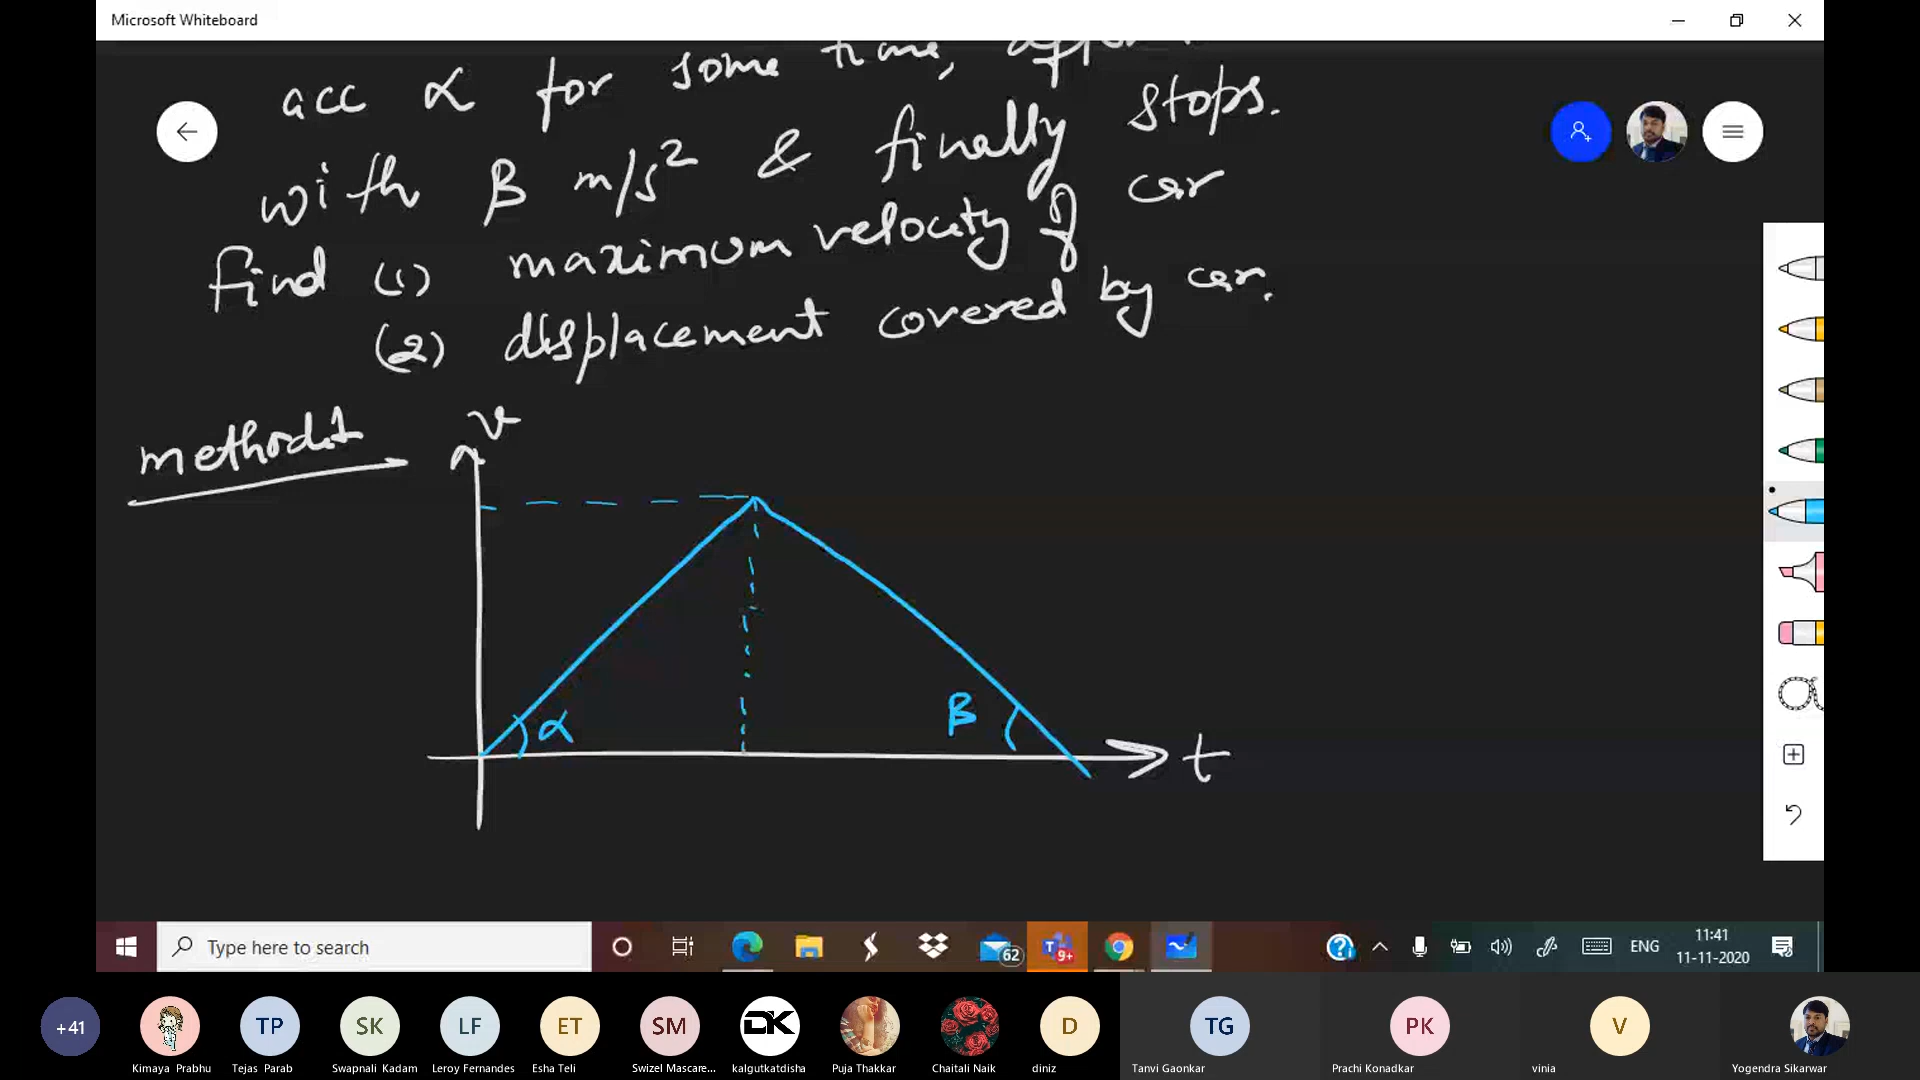 Microsoft Whiteboard
acc α for some time,
with β m/s² & finally stops.
find (1) maximum velocity of car
(2) displacement covered by car.
method.1
v
α
β
t
Type here to search
62
9+
ENG
11:41
11-11-2020
+41
TP
SK
LF
ET
SM
DK
D
TG
PK
V
Kimaya Prabhu
Tejas Parab
Swapnali Kadam
Leroy Fernandes
Esha Teli
Swizel Mascare...
kalgutkatdisha
Puja Thakkar
Chaitali Naik
diniz
Tanvi Gaonkar
Prachi Konadkar
vinia
Yogendra Sikarwar